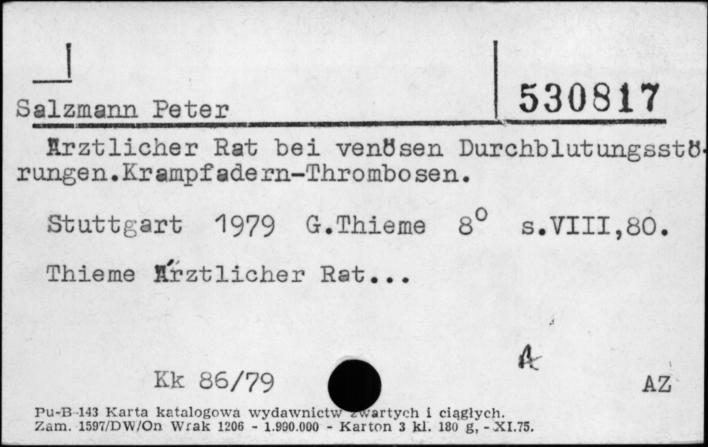 530817
Salzmann Peter
Ärztlicher Rat bei venösen Durchblutungsstö-
rungen.Krampfadern-Thrombosen.
Stuttgart 1979 G.Thieme 8° s.VIII,80.
Thieme Ärztlicher Rat...
A
Kk 86/79
AZ
Pu-B-143 Karta katalogowa wydawnictw zwartych i ciągłych.
Zam. 1597/DW/On Wrak 1206 - 1.990.000 - Karton 3 kl. 180 g, - XI.75.